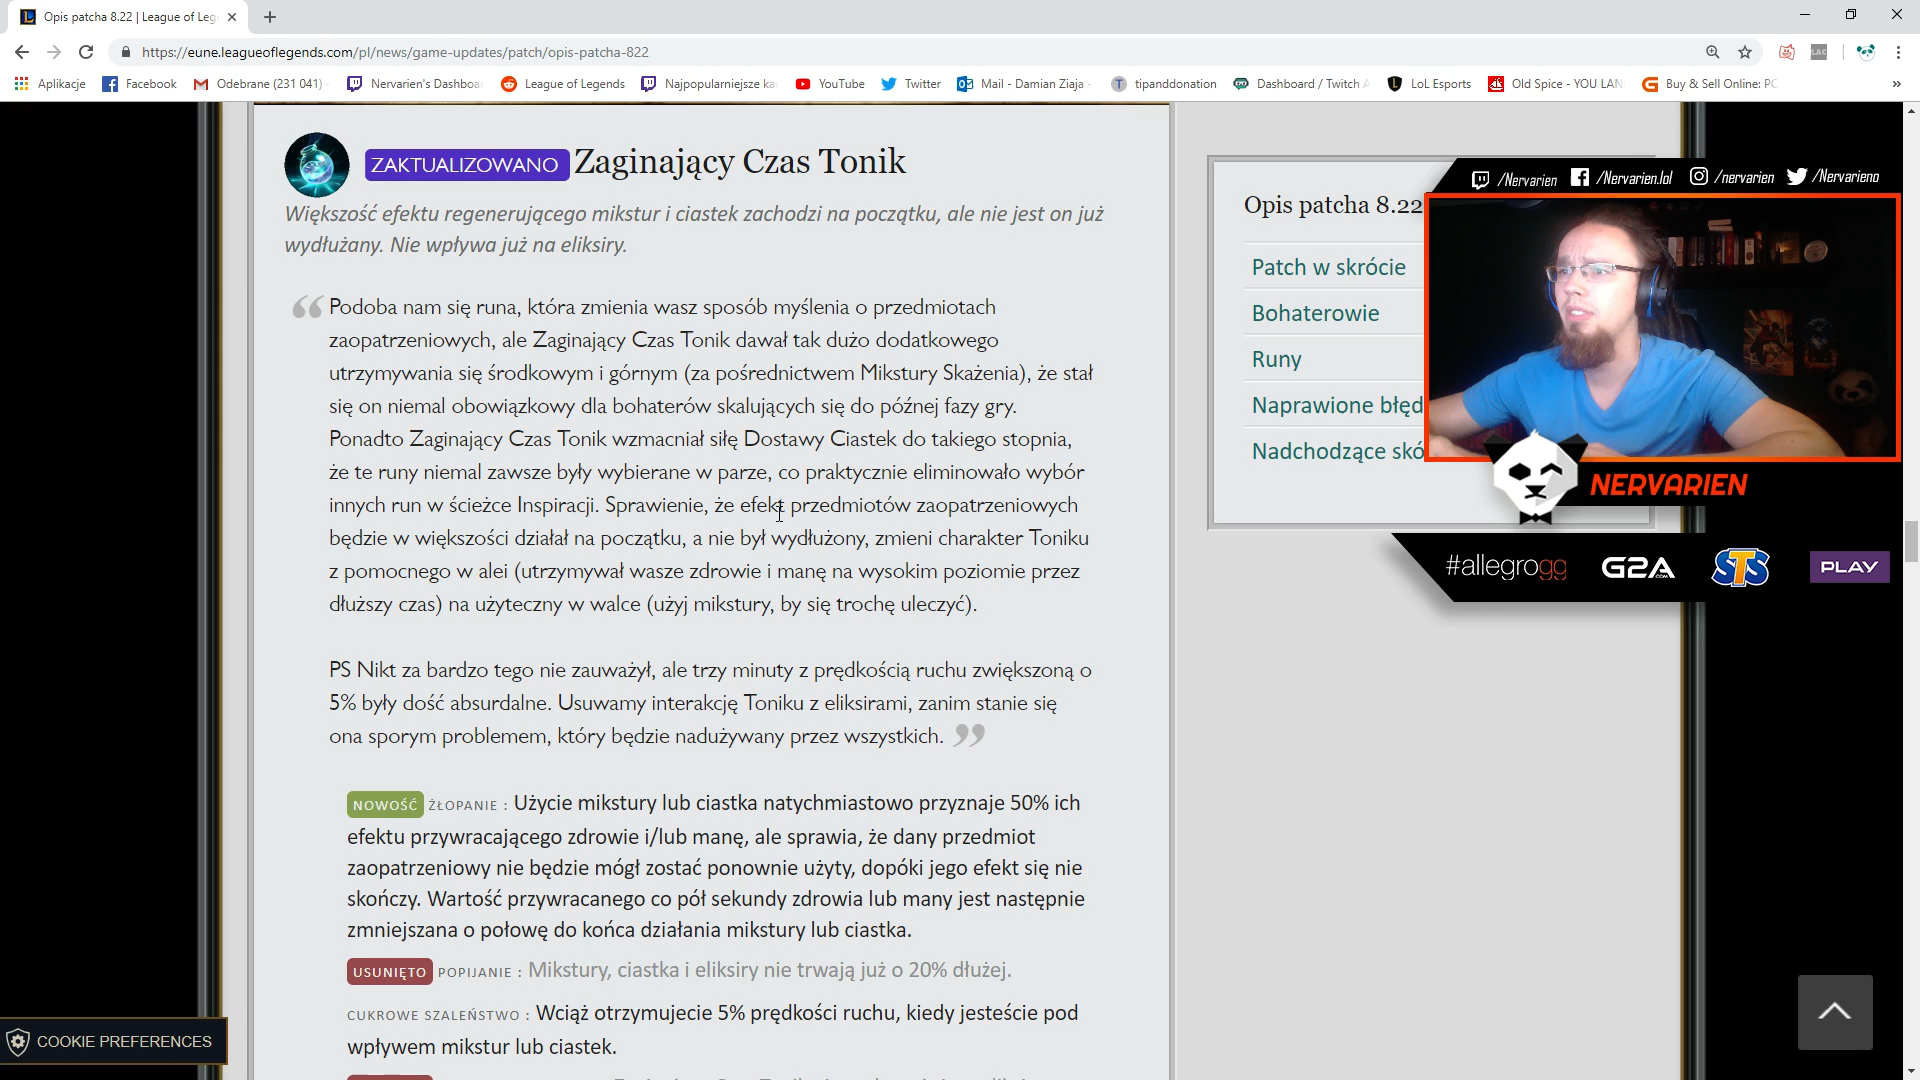 Opis patcha 8.22 | League of Leg
https://eune.leagueoflegends.com/pl/news/game-updates/patch/opis-patcha-822
Aplikacje Facebook Odebrane (231 041) Nervarien's Dashboa League of Legends Najpopularniejsze ka YouTube Twitter Mail - Damian Ziaja - tipanddonation Dashboard / Twitch A LoL Esports Old Spice - YOU LAN Buy & Sell Online: PC »
ZAKTUALIZOWANO Zaginający Czas Tonik
Większość efektu regenerującego mikstur i ciastek zachodzi na początku, ale nie jest on już
wydłużany. Nie wpływa już na eliksiry.
“ Podoba nam się runa, która zmienia wasz sposób myślenia o przedmiotach
zaopatrzeniowych, ale Zaginający Czas Tonik dawał tak dużo dodatkowego
utrzymywania się środkowym i górnym (za pośrednictwem Mikstury Skażenia), że stał
się on niemal obowiązkowy dla bohaterów skalujących się do późnej fazy gry.
Ponadto Zaginający Czas Tonik wzmacniał siłę Dostawy Ciastek do takiego stopnia,
że te runy niemal zawsze były wybierane w parze, co praktycznie eliminowało wybór
innych run w ścieżce Inspiracji. Sprawienie, że efekt przedmiotów zaopatrzeniowych
będzie w większości działał na początku, a nie był wydłużony, zmieni charakter Toniku
z pomocnego w alei (utrzymywał wasze zdrowie i manę na wysokim poziomie przez
dłuższy czas) na użyteczny w walce (użyj mikstury, by się trochę uleczyć).
PS Nikt za bardzo tego nie zauważył, ale trzy minuty z prędkością ruchu zwiększoną o
5% były dość absurdalne. Usuwamy interakcję Toniku z eliksirami, zanim stanie się
ona sporym problemem, który będzie nadużywany przez wszystkich. ”
NOWOŚĆ ŻŁOPANIE : Użycie mikstury lub ciastka natychmiastowo przyznaje 50% ich
efektu przywracającego zdrowie i/lub manę, ale sprawia, że dany przedmiot
zaopatrzeniowy nie będzie mógł zostać ponownie użyty, dopóki jego efekt się nie
skończy. Wartość przywracanego co pół sekundy zdrowia lub many jest następnie
zmniejszana o połowę do końca działania mikstury lub ciastka.
USUNIĘTO POPIJANIE : Mikstury, ciastka i eliksiry nie trwają już o 20% dłużej.
CUKROWE SZALEŃSTWO : Wciąż otrzymujecie 5% prędkości ruchu, kiedy jesteście pod
wpływem mikstur lub ciastek.
COOKIE PREFERENCES
Opis patcha 8.22
Patch w skrócie
Bohaterowie
Runy
Naprawione błęd
Nadchodzące skó
/Nervarien /Nervarien.lol /nervarien /Nervarieno
NERVARIEN
#allegrogg G2A.COM STS PLAY